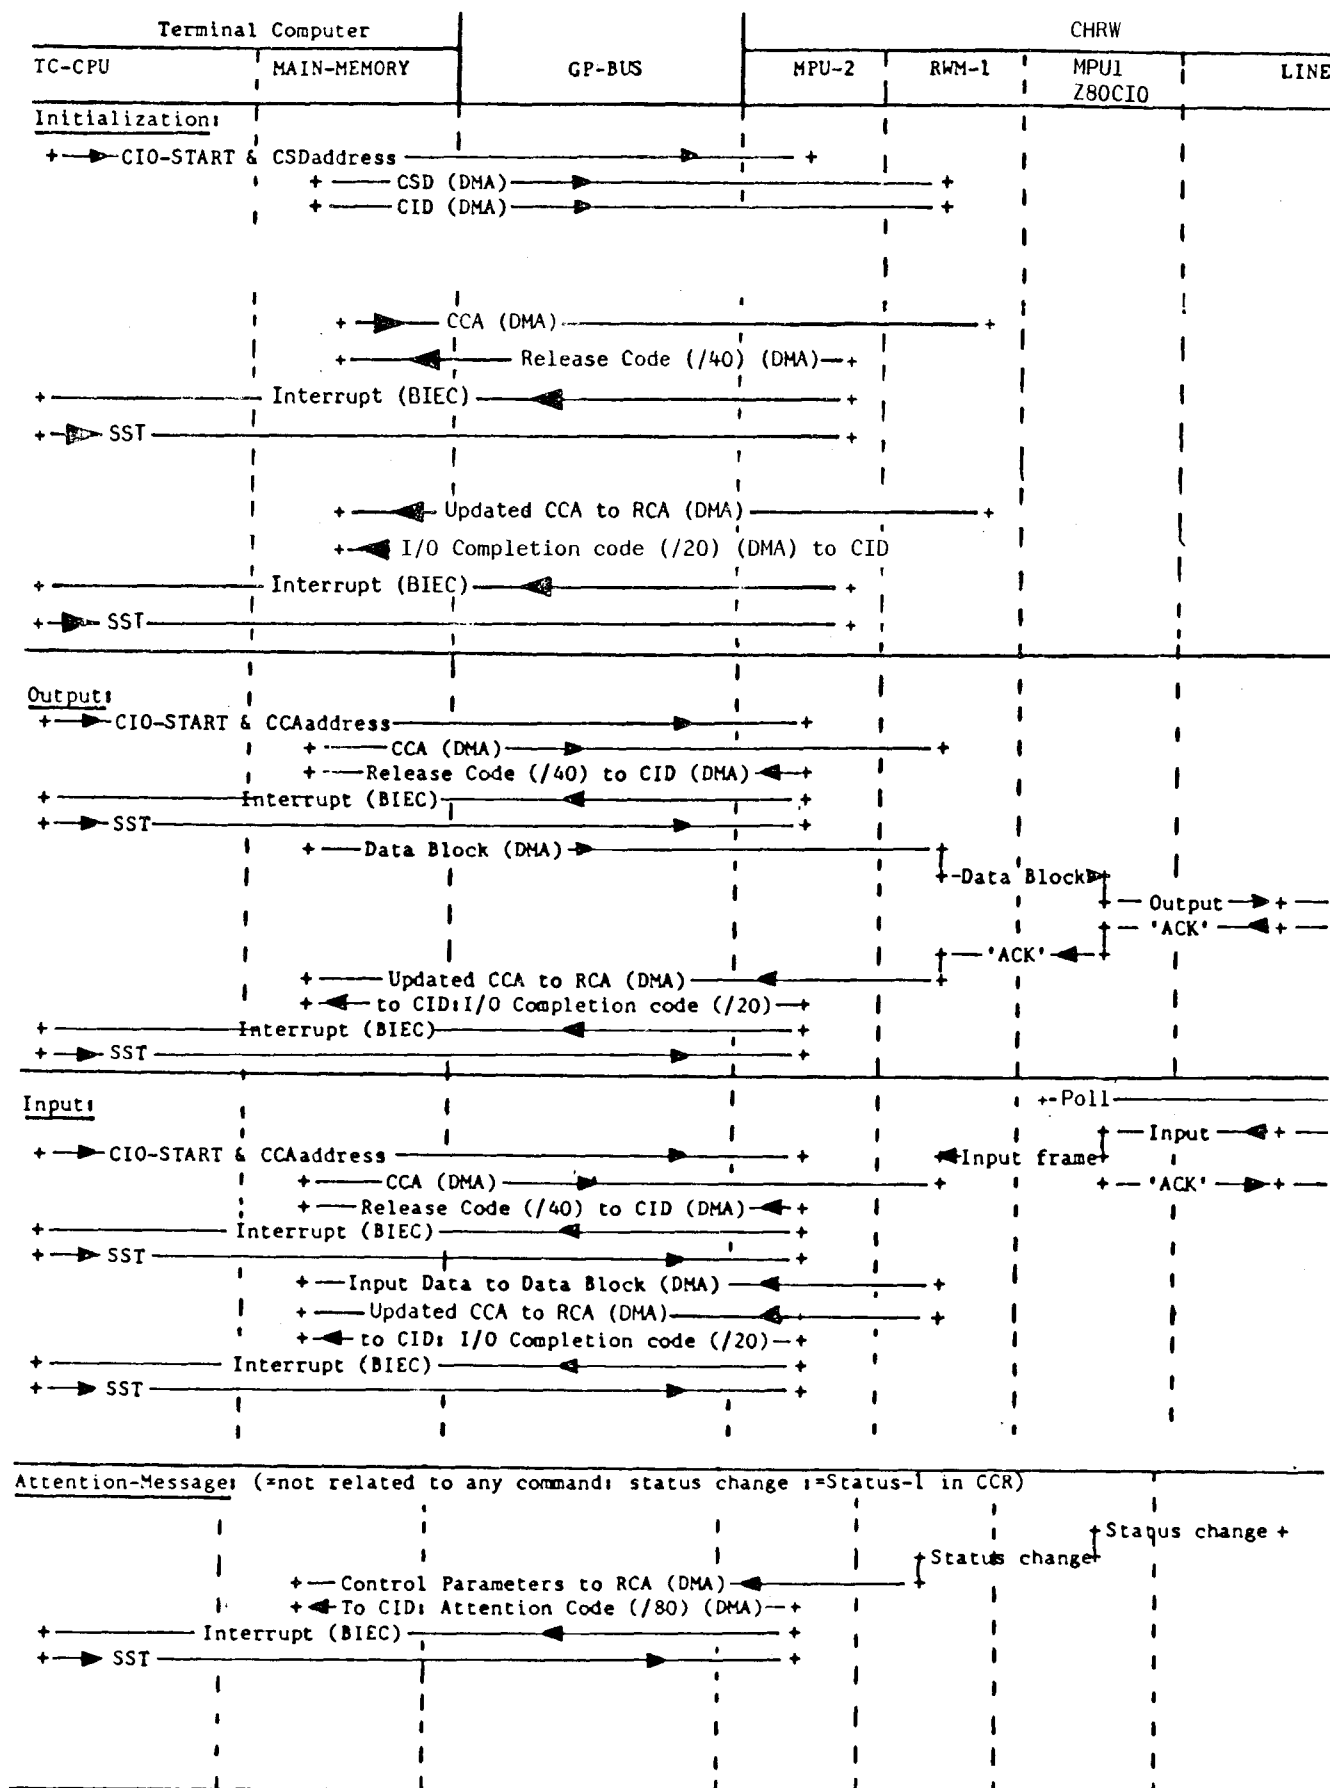 Terminal Computer CHRW
TC-CPU MAIN-MEMORY GP-BUS MPU-2 RWM-1 MPU1 LINE
Z80CIO
Initialization:
CIO-START & CSDaddress
CSD (DMA)
CID (DMA)
CCA (DMA)
Release Code (/40) (DMA)
Interrupt (BIEC)
SST
Updated CCA to RCA (DMA)
I/O Completion code (/20) (DMA) to CID
Interrupt (BIEC)
SST
Output:
CIO-START & CCAaddress
CCA (DMA)
Release Code (/40) to CID (DMA)
Interrupt (BIEC)
SST
Data Block (DMA)
Data Block
Output
'ACK'
'ACK'
Updated CCA to RCA (DMA)
to CID:I/O Completion code (/20)
Interrupt (BIEC)
SST
Input:
Poll
Input
CIO-START & CCAaddress Input frame
CCA (DMA) 'ACK'
Release Code (/40) to CID (DMA)
Interrupt (BIEC)
SST
Input Data to Data Block (DMA)
Updated CCA to RCA (DMA)
to CID: I/O Completion code (/20)
Interrupt (BIEC)
SST
Attention-Message: (=not related to any command: status change :=Status-1 in CCR)
Status change
Status change
Control Parameters to RCA (DMA)
To CID: Attention Code (/80) (DMA)
Interrupt (BIEC)
SST